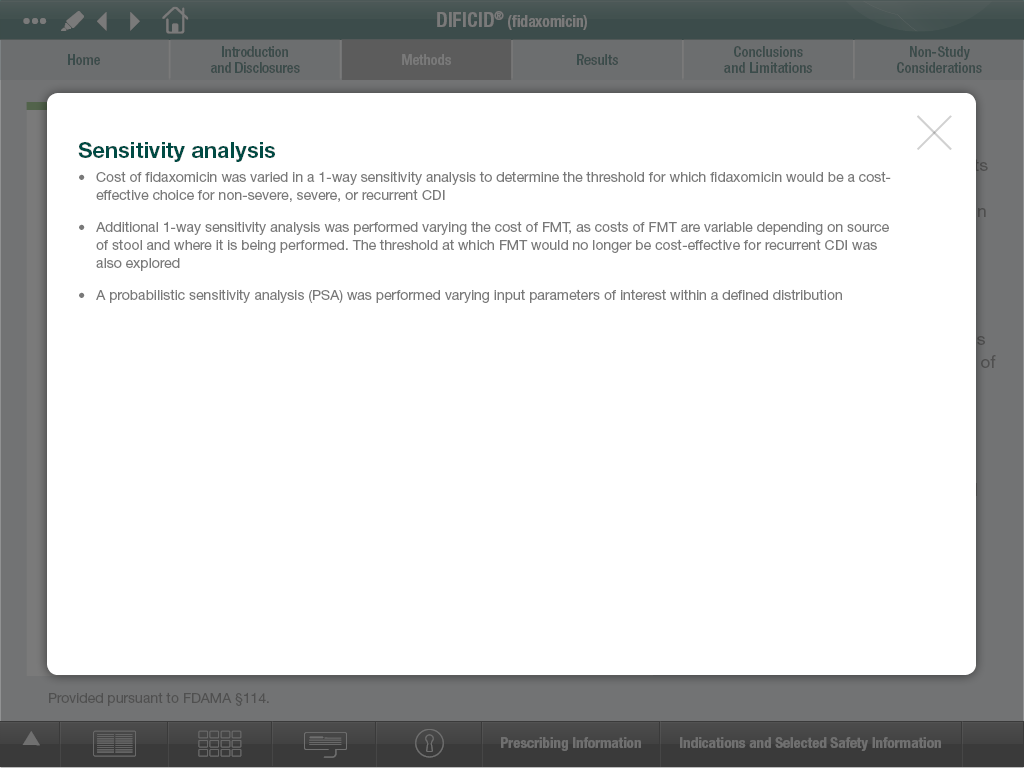 DIFICID® (fidaxomicin)
Home
Introduction
and Disclosures
Methods
Results
Conclusions
and Limitations
Non-Study
Considerations
Sensitivity analysis
• Cost of fidaxomicin was varied in a 1-way sensitivity analysis to determine the threshold for which fidaxomicin would be a cost-
effective choice for non-severe, severe, or recurrent CDI
• Additional 1-way sensitivity analysis was performed varying the cost of FMT, as costs of FMT are variable depending on source
of stool and where it is being performed. The threshold at which FMT would no longer be cost-effective for recurrent CDI was
also explored
• A probabilistic sensitivity analysis (PSA) was performed varying input parameters of interest within a defined distribution
of
Provided pursuant to FDAMA §114.
Prescribing Information
Indications and Selected Safety Information